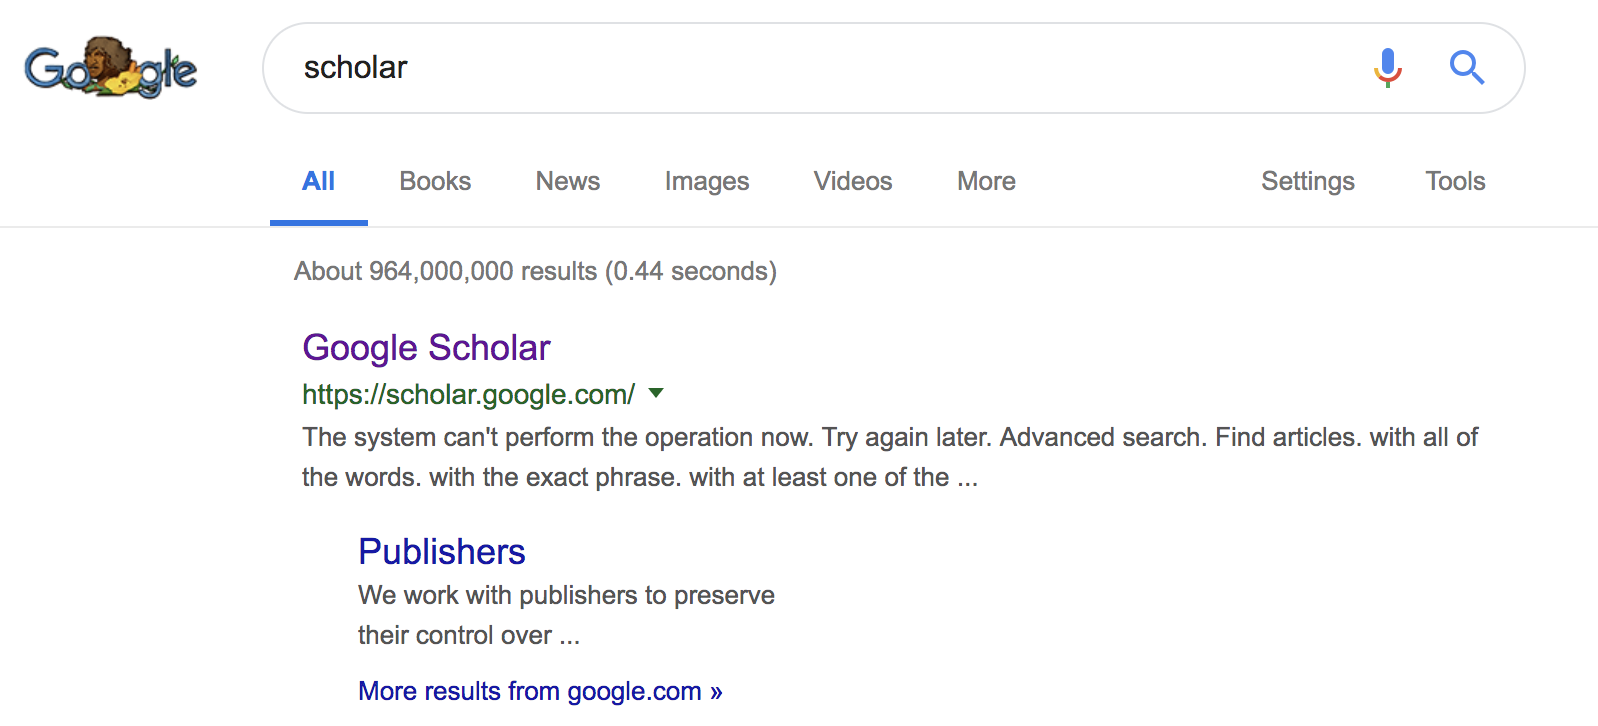 Google
scholar
All Books News Images Videos More Settings Tools
About 964,000,000 results (0.44 seconds)
Google Scholar
https://scholar.google.com/
The system can't perform the operation now. Try again later. Advanced search. Find articles. with all of
the words. with the exact phrase. with at least one of the ...
Publishers
We work with publishers to preserve
their control over ...
More results from google.com »